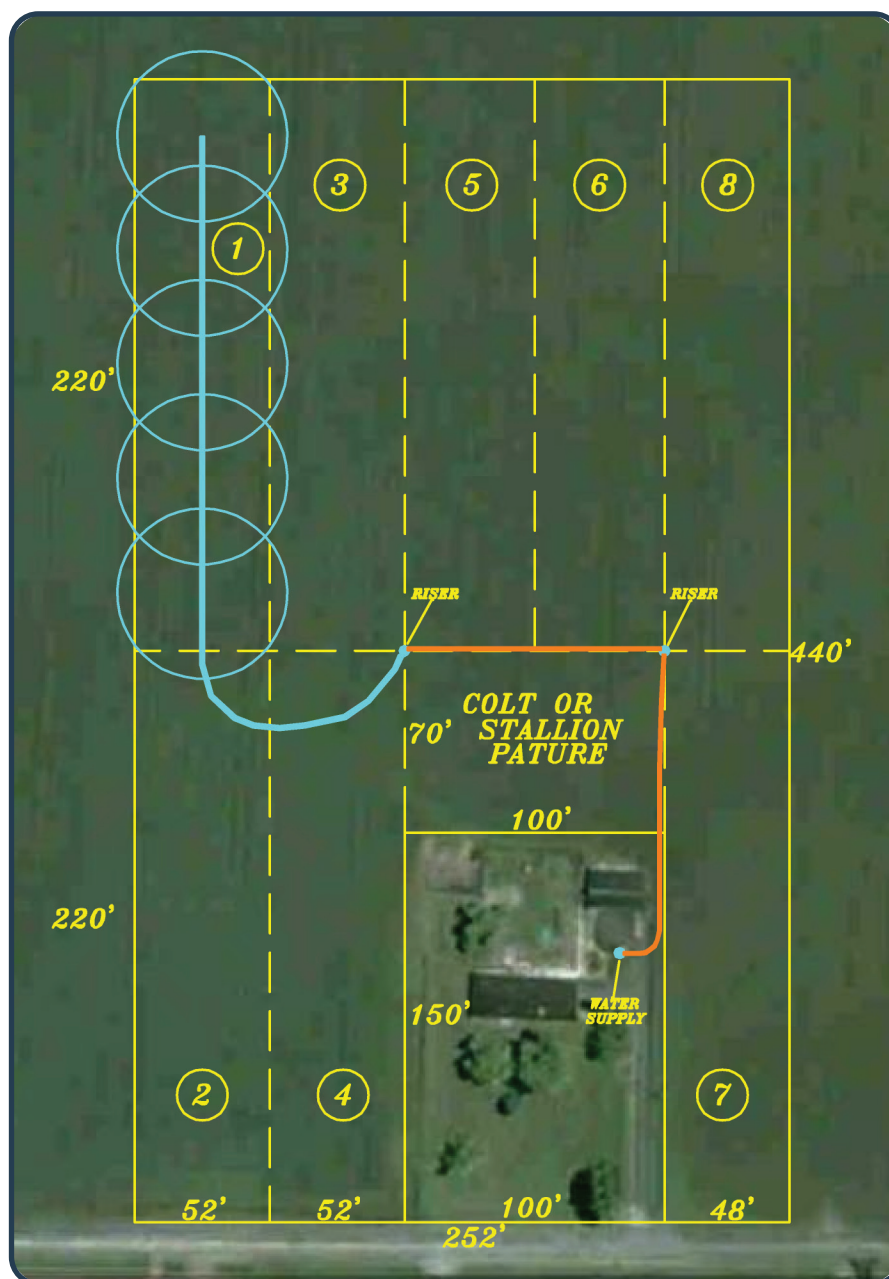 3
5
6
8
1
220'
RISER
RISER
440'
COLT OR
STALLION
PATURE
70'
100'
220'
150'
WATER
SUPPLY
2
4
7
52'
52'
100'
48'
252'